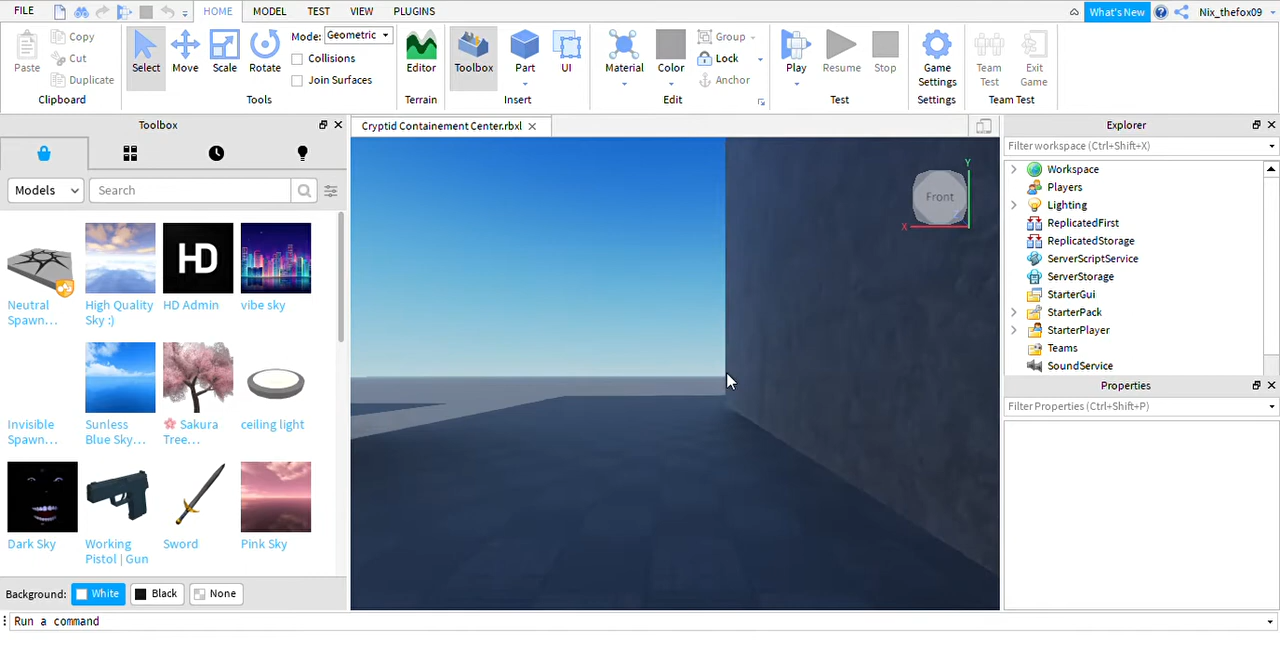 FILE
HOME
MODEL
TEST
VIEW
PLUGINS
What's New
Nix_thefox09
Paste
Copy
Cut
Duplicate
Clipboard
Select
Move
Scale
Rotate
Mode: Geometric
Collisions
Join Surfaces
Tools
Editor
Terrain
Toolbox
Part
UI
Insert
Material
Color
Group
Lock
Anchor
Edit
Play
Resume
Stop
Test
Game
Settings
Settings
Team
Test
Exit
Game
Team Test
Toolbox
Models
Search
Neutral
Spawn...
High Quality
Sky :)
HD
HD Admin
vibe sky
Invisible
Spawn...
Sunless
Blue Sky...
Sakura
Tree...
ceiling light
Dark Sky
Working
Pistol | Gun
Sword
Pink Sky
Background:
White
Black
None
Cryptid Containement Center.rbxl
Front
X
Y
Explorer
Filter workspace (Ctrl+Shift+X)
Workspace
Players
Lighting
ReplicatedFirst
ReplicatedStorage
ServerScriptService
ServerStorage
StarterGui
StarterPack
StarterPlayer
Teams
SoundService
Properties
Filter Properties (Ctrl+Shift+P)
Run a command